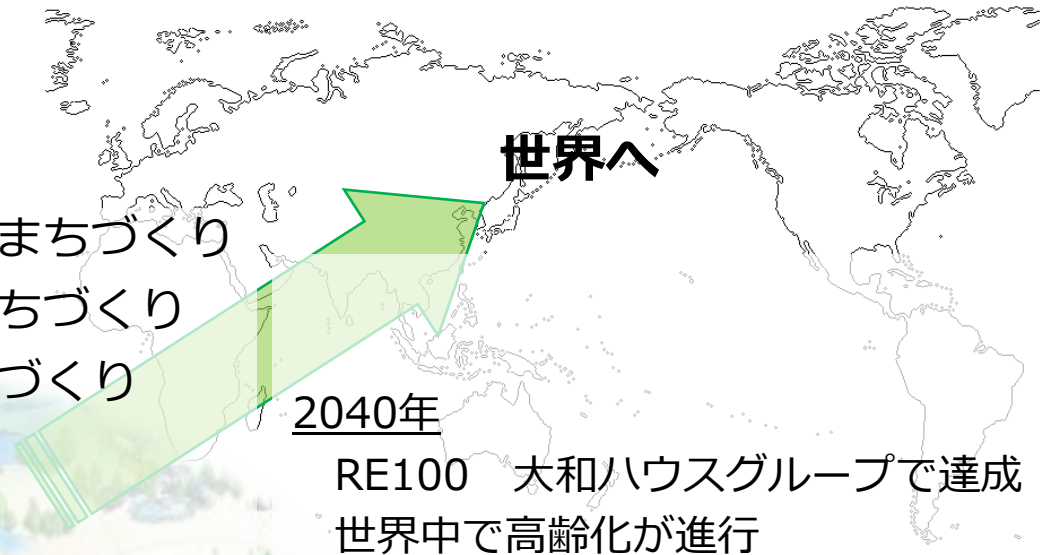 世界へ
まちづくり
ちづくり
づくり
2040年
RE100　大和ハウスグループで達成
世界中で高齢化が進行